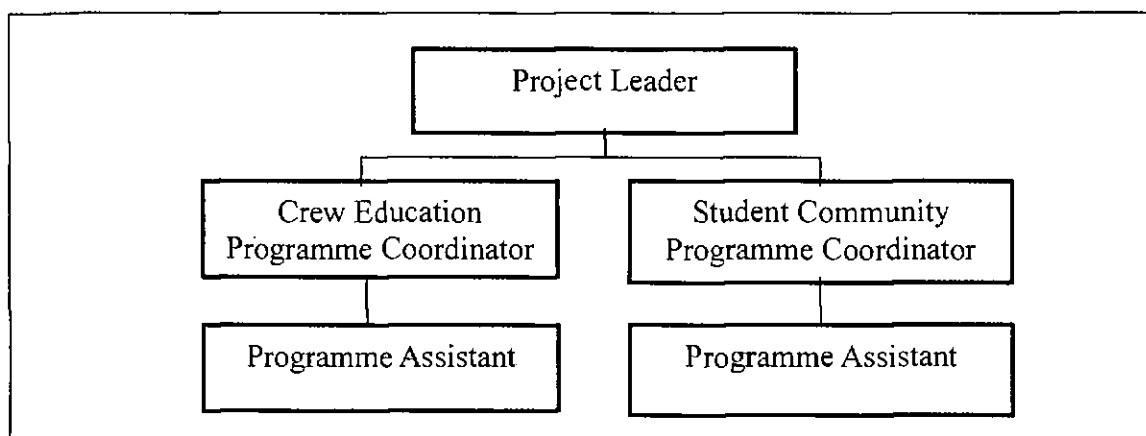 Project Leader
Crew Education
Programme Coordinator
Student Community
Programme Coordinator
Programme Assistant
Programme Assistant